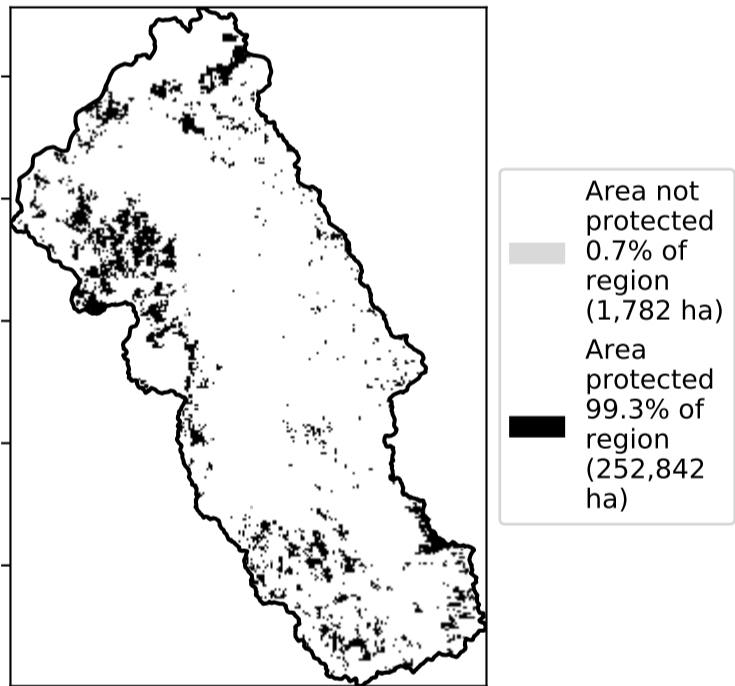 Area not
protected
0.7% of
region
(1,782 ha)
Area
protected
99.3% of
region
(252,842
ha)